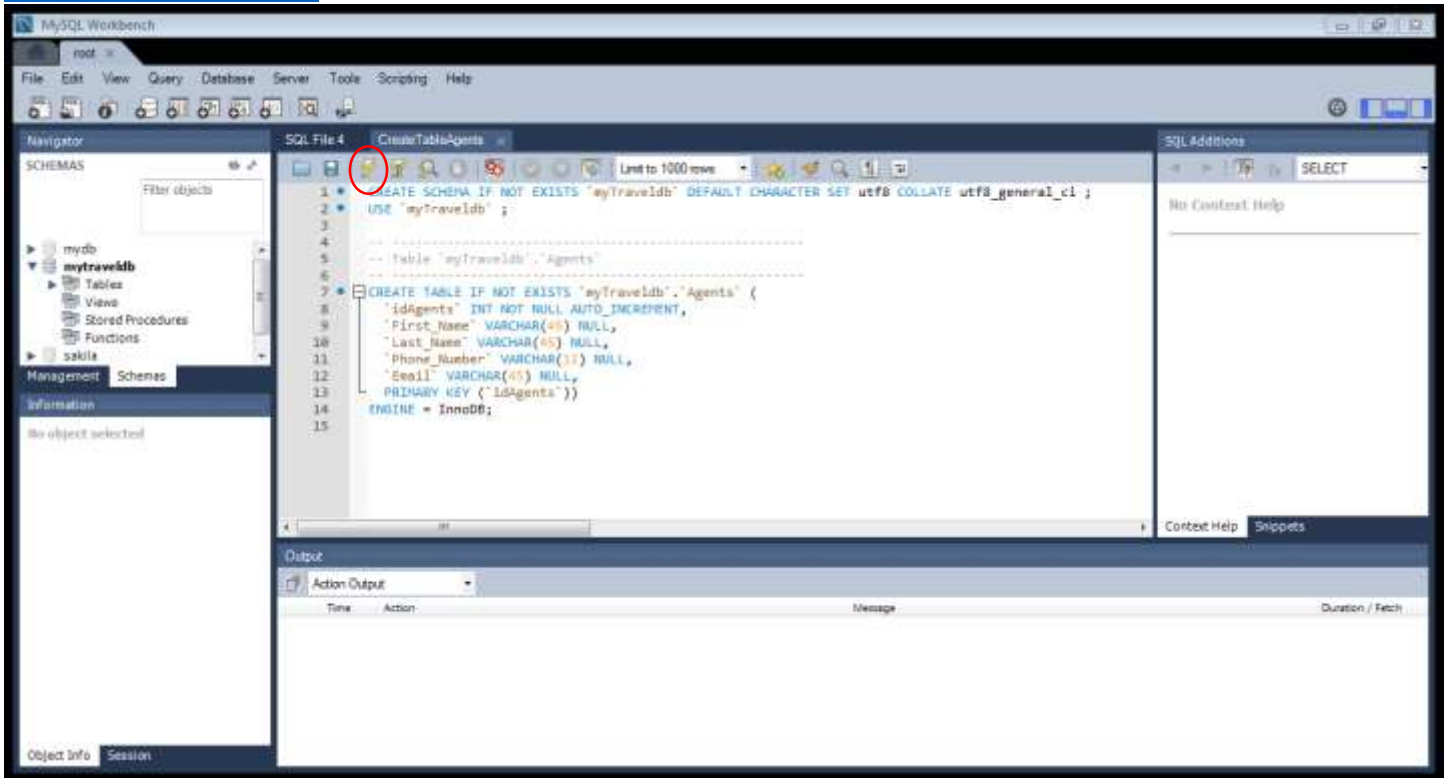 MySQL Workbench
root
File Edit View Query Database Server Tools Scripting Help
Navigator
SCHEMAS
Filter objects
mydb
mytraveldb
Tables
Views
Stored Procedures
Functions
sakila
Management Schemas
Information
No object selected
Object Info Session
SQL File 4 CreateTableAgents
Limit to 1000 rows
1 CREATE SCHEMA IF NOT EXISTS `myTraveldb` DEFAULT CHARACTER SET utf8 COLLATE utf8_general_ci ;
2 USE `myTraveldb` ;
3
4 -- -----------------------------------------------------
5 -- Table `myTraveldb`.`Agents`
6 -- -----------------------------------------------------
7 CREATE TABLE IF NOT EXISTS `myTraveldb`.`Agents` (
8 `idAgents` INT NOT NULL AUTO_INCREMENT,
9 `First_Name` VARCHAR(45) NULL,
10 `Last_Name` VARCHAR(45) NULL,
11 `Phone_Number` VARCHAR(11) NULL,
12 `Email` VARCHAR(45) NULL,
13 PRIMARY KEY (`idAgents`))
14 ENGINE = InnoDB;
15
SQL Additions
SELECT
No Context Help
Context Help Snippets
Output
Action Output
Time Action Message Duration / Fetch